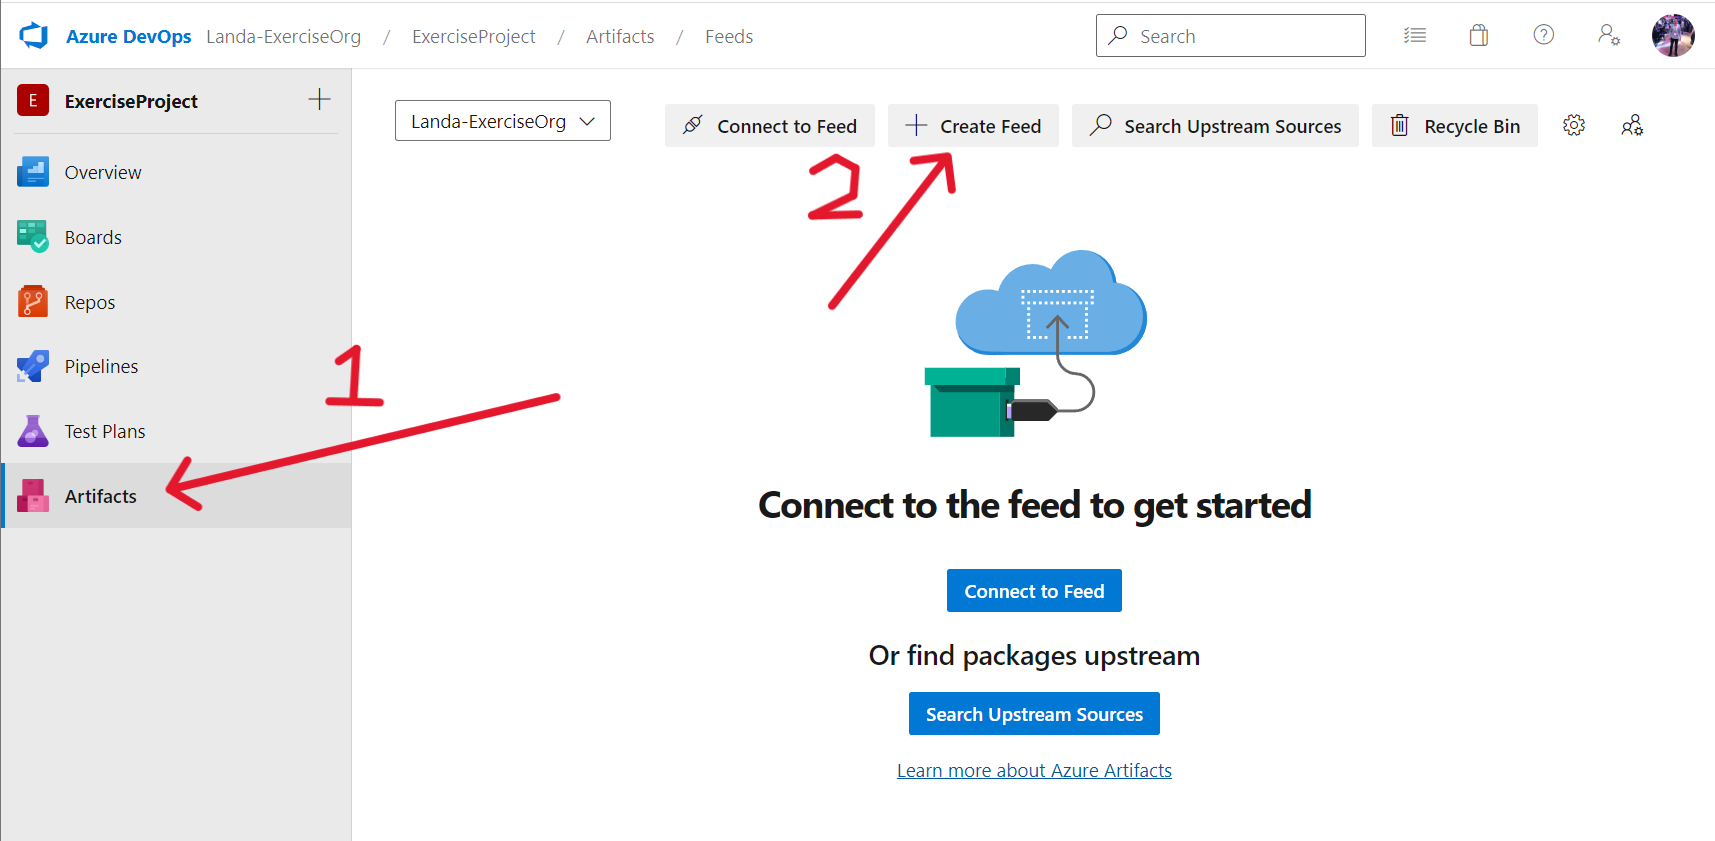 Azure DevOps Landa-ExerciseOrg / ExerciseProject / Artifacts / Feeds
Search
E ExerciseProject
Landa-ExerciseOrg
Connect to Feed
Create Feed
Search Upstream Sources
Recycle Bin
Overview
Boards
Repos
Pipelines
Test Plans
Artifacts
1
2
Connect to the feed to get started
Connect to Feed
Or find packages upstream
Search Upstream Sources
Learn more about Azure Artifacts